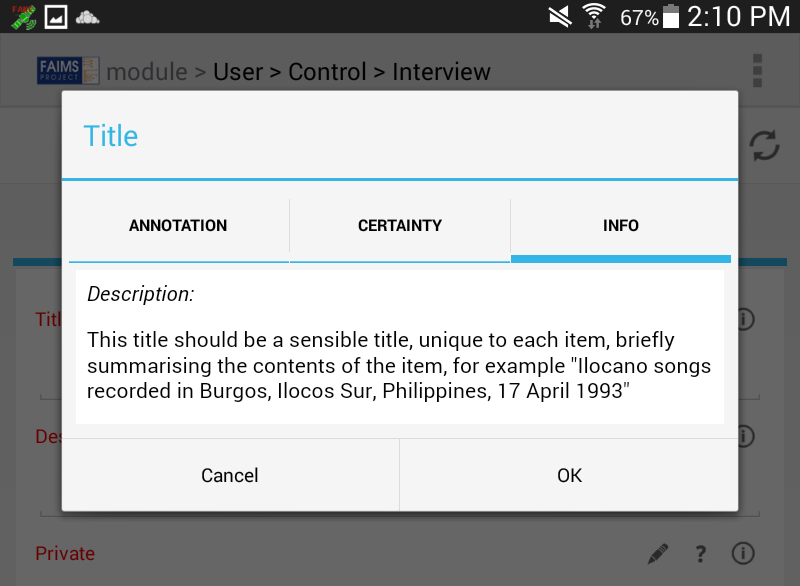 67% 2:10 PM
FAIMS PROJECT module > User > Control > Interview
Title
ANNOTATION CERTAINTY INFO
Description:
This title should be a sensible title, unique to each item, briefly
summarising the contents of the item, for example "Ilocano songs
recorded in Burgos, Ilocos Sur, Philippines, 17 April 1993"
Titl
Des
Cancel OK
Private ?